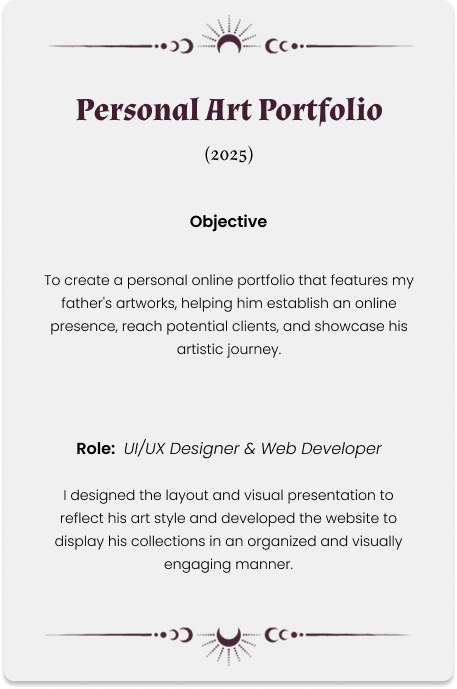 Personal Art Portfolio
(2025)
Objective
To create a personal online portfolio that features my
father's artworks, helping him establish an online
presence, reach potential clients, and showcase his
artistic journey.
Role: UI/UX Designer & Web Developer
I designed the layout and visual presentation to
reflect his art style and developed the website to
display his collections in an organized and visually
engaging manner.